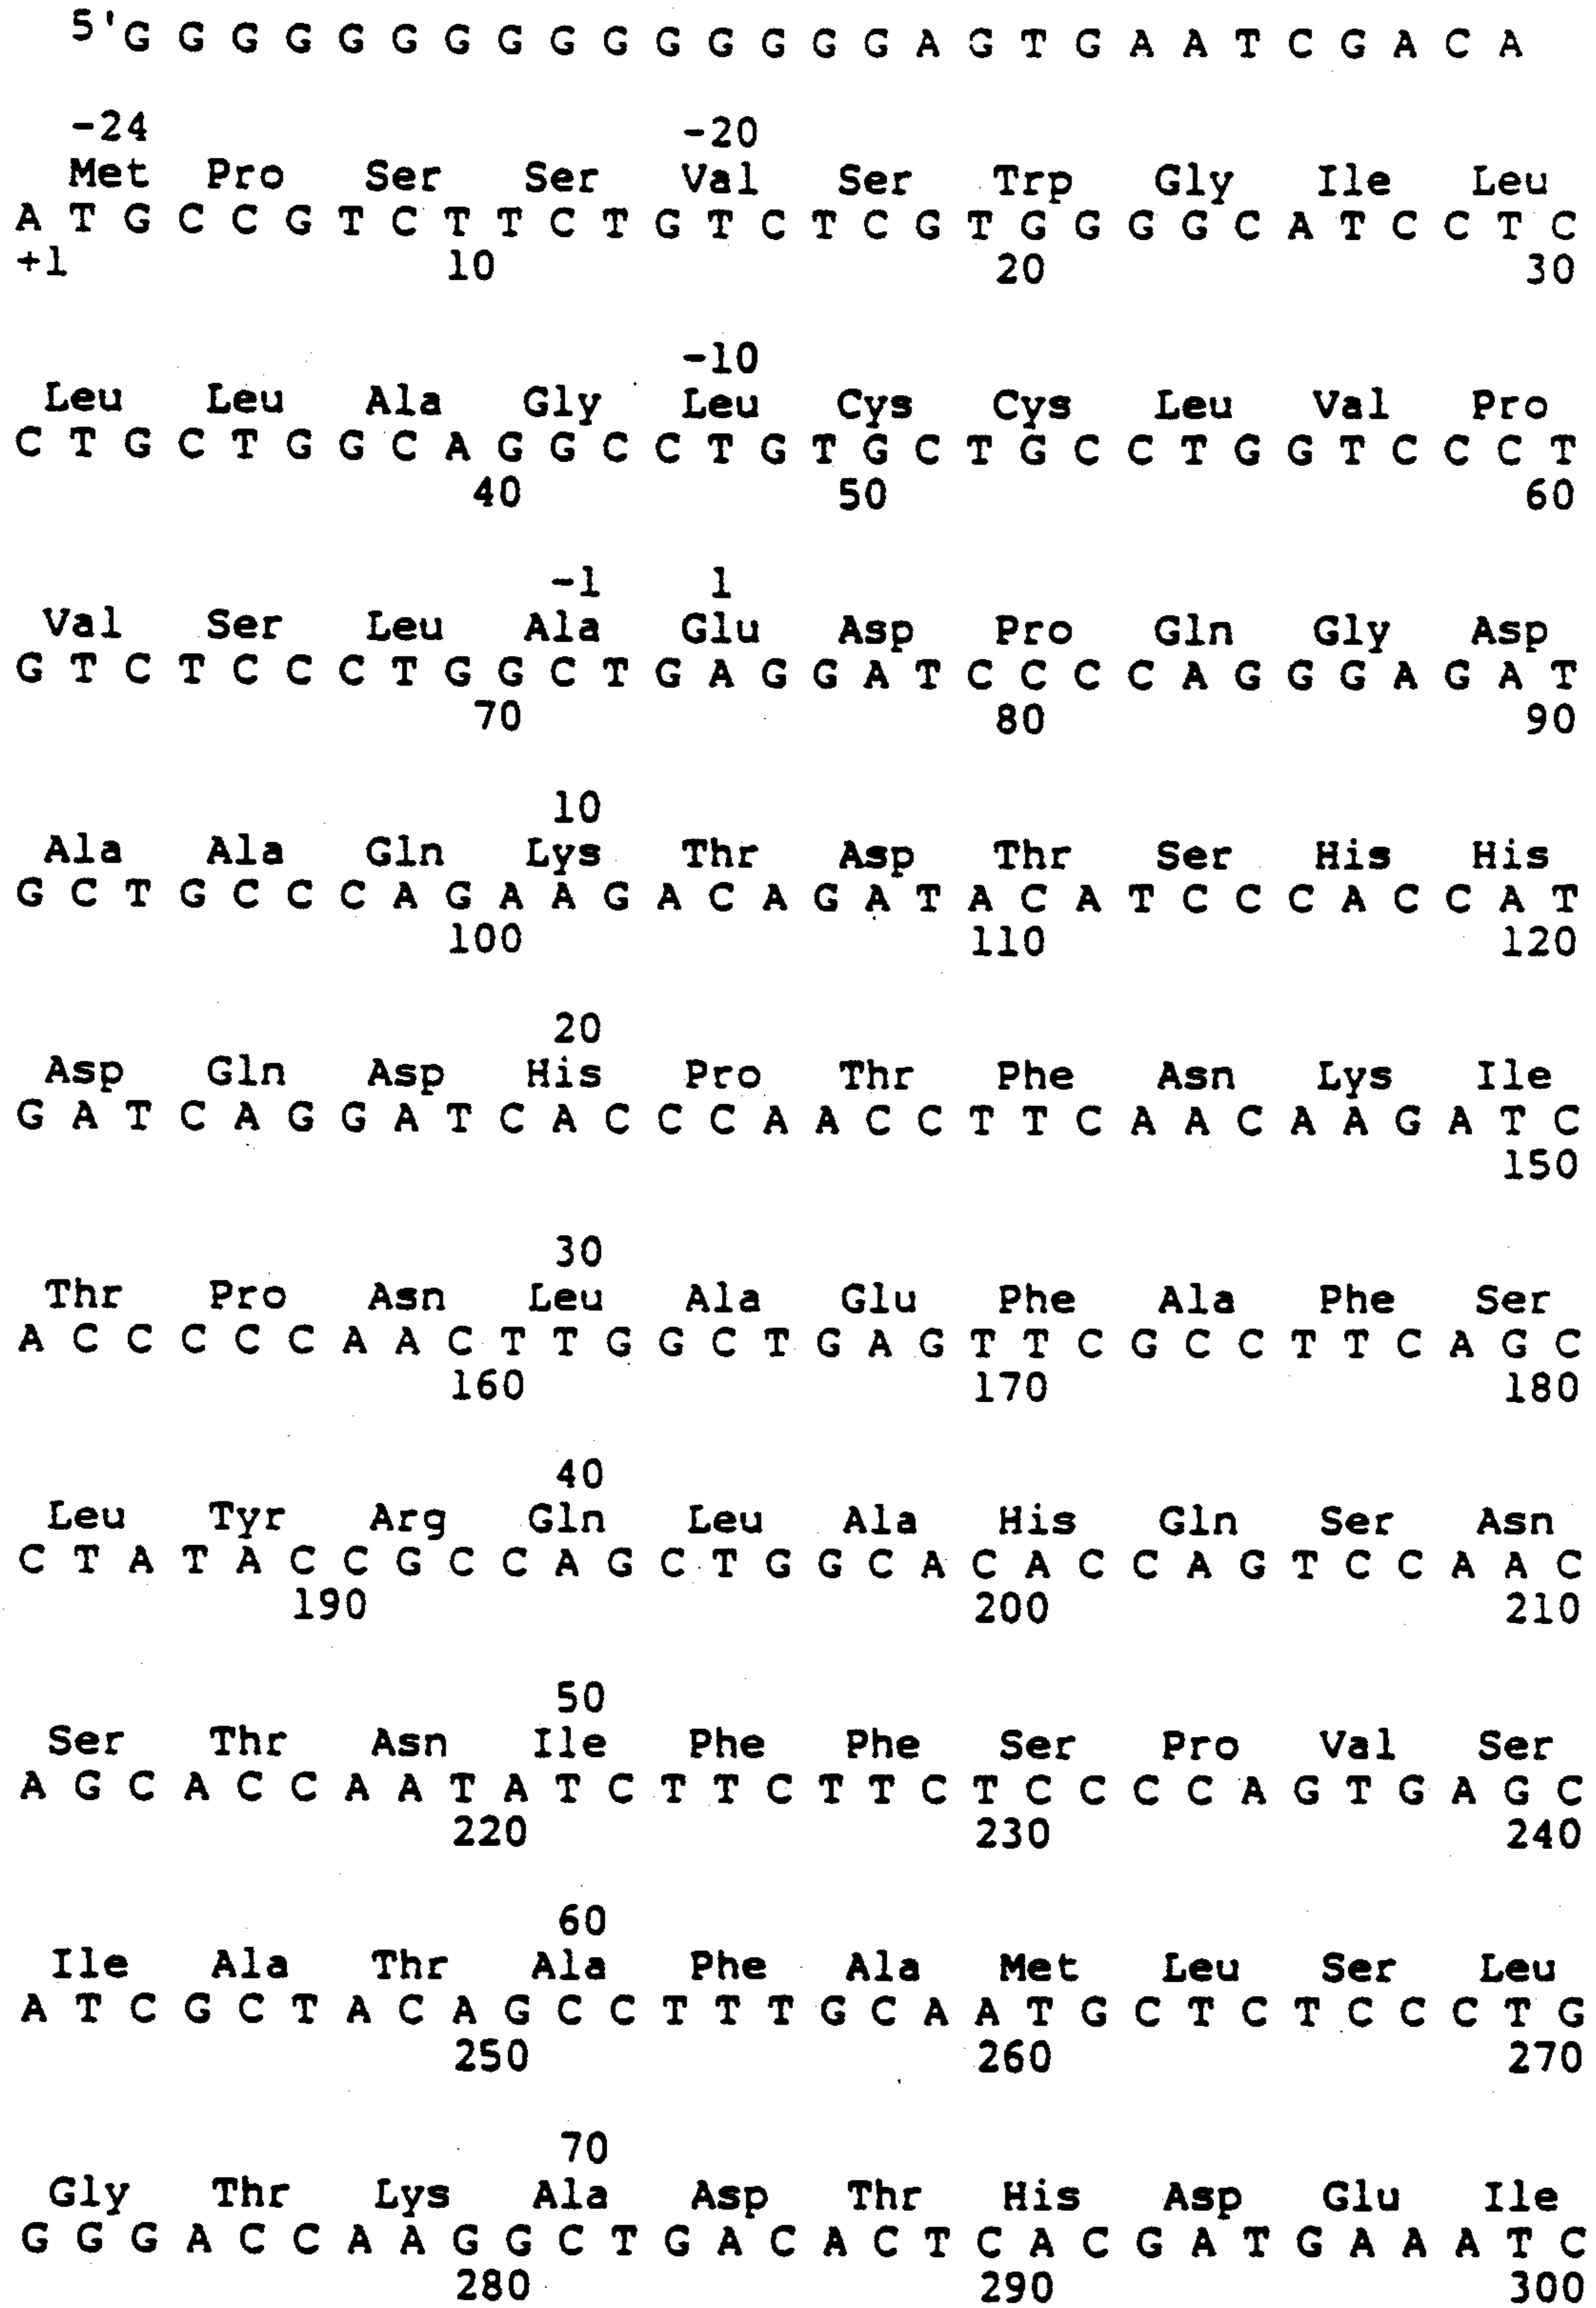 5'G G G G G G G G G G G G G G G A G T G A A T C G A C A
-24 -20
Met Pro Ser Ser Val Ser Trp Gly Ile Leu
A T G C C G T C T T C T G T C T C G T G G G G C A T C C T C
+1 10 20 30
-10
Leu Leu Ala Gly Leu Cys Cys Leu Val Pro
C T G C T G G C A G G C C T G T G C T G C C T G G T C C C T
40 50 60
-1 1
Val Ser Leu Ala Glu Asp Pro Gln Gly Asp
G T C T C C C T G G C T G A G G A T C C C C A G G G A G A T
70 80 90
10
Ala Ala Gln Lys Thr Asp Thr Ser His His
G C T G C C C A G A A G A C A G A T A C A T C C C A C C A T
100 110 120
20
Asp Gln Asp His Pro Thr Phe Asn Lys Ile
G A T C A G G A T C A C C C A A C C T T C A A C A A G A T C
150
30
Thr Pro Asn Leu Ala Glu Phe Ala Phe Ser
A C C C C C A A C T T G G C T G A G T T C G C C T T C A G C
160 170 180
40
Leu Tyr Arg Gln Leu Ala His Gln Ser Asn
C T A T A C C G C C A G C T G G C A C A C C A G T C C A A C
190 200 210
50
Ser Thr Asn Ile Phe Phe Ser Pro Val Ser
A G C A C C A A T A T C T T C T T C T C C C C A G T G A G C
220 230 240
60
Ile Ala Thr Ala Phe Ala Met Leu Ser Leu
A T C G C T A C A G C C T T T G C A A T G C T C T C C C T G
250 260 270
70
Gly Thr Lys Ala Asp Thr His Asp Glu Ile
G G G A C C A A G G C T G A C A C T C A C G A T G A A A T C
280 290 300